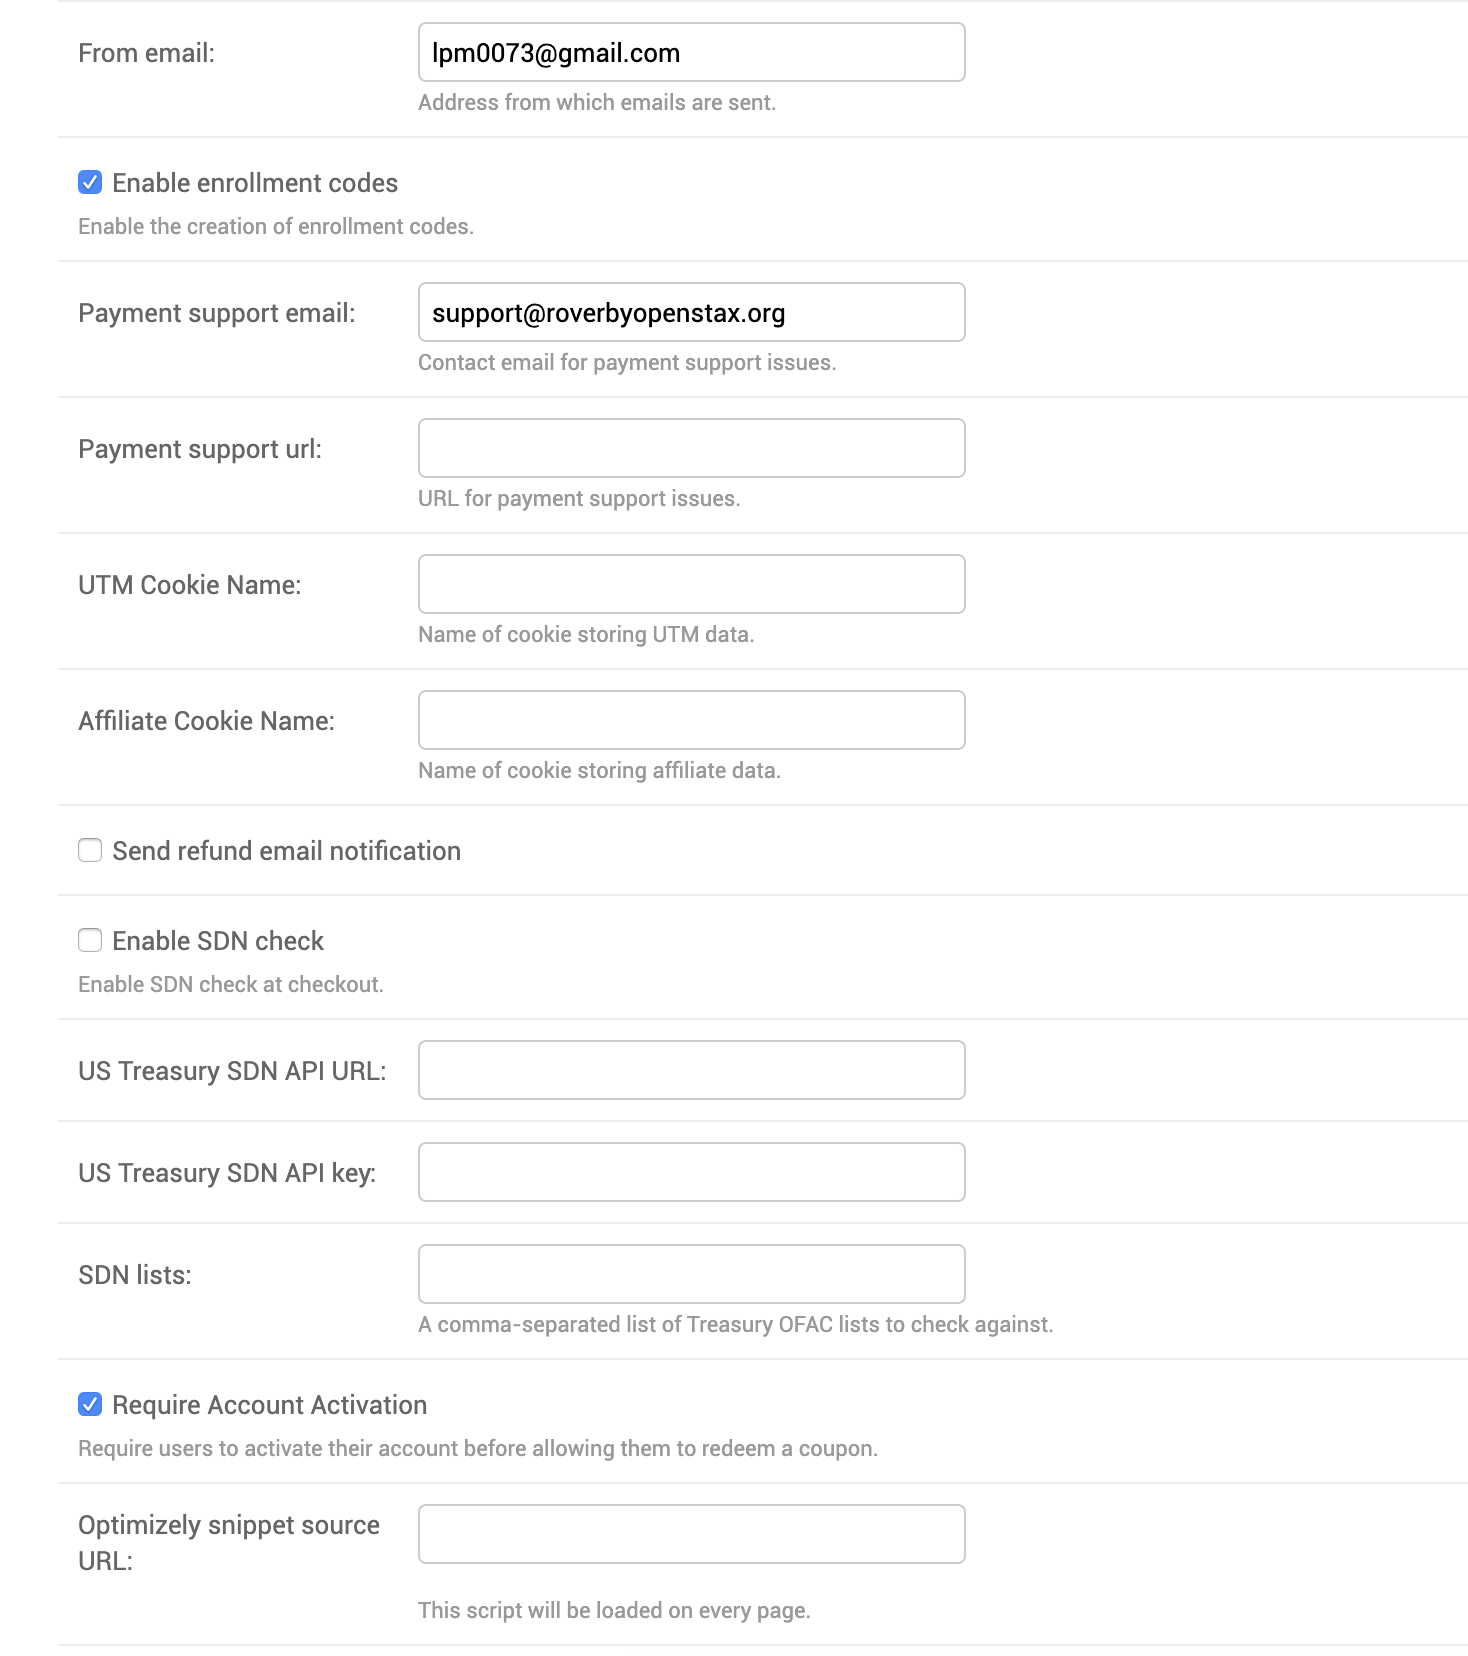 From email:
lpm0073@gmail.com
Address from which emails are sent.
Enable enrollment codes
Enable the creation of enrollment codes.
Payment support email:
support@roverbyopenstax.org
Contact email for payment support issues.
Payment support url:
URL for payment support issues.
UTM Cookie Name:
Name of cookie storing UTM data.
Affiliate Cookie Name:
Name of cookie storing affiliate data.
Send refund email notification
Enable SDN check
Enable SDN check at checkout.
US Treasury SDN API URL:
US Treasury SDN API key:
SDN lists:
A comma-separated list of Treasury OFAC lists to check against.
Require Account Activation
Require users to activate their account before allowing them to redeem a coupon.
Optimizely snippet source
URL:
This script will be loaded on every page.